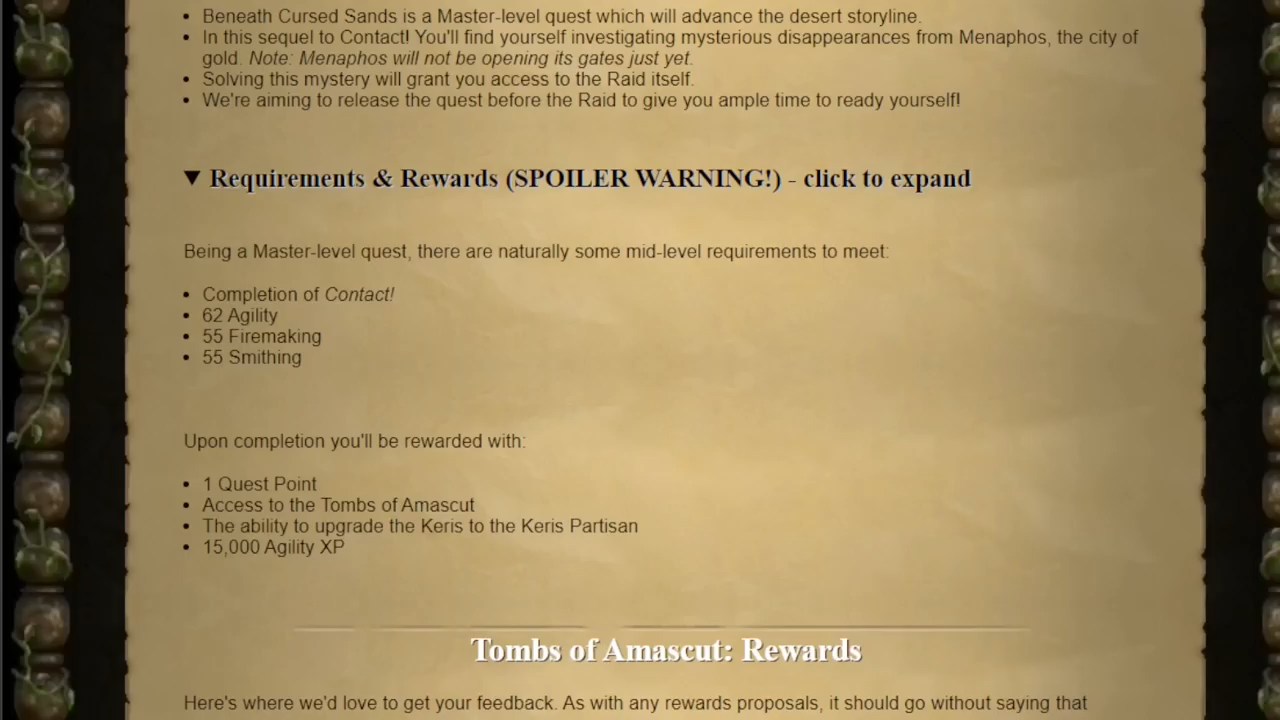 Beneath Cursed Sands is a Master-level quest which will advance the desert storyline.
In this sequel to Contact! You'll find yourself investigating mysterious disappearances from Menaphos, the city of
gold. Note: Menaphos will not be opening its gates just yet.
Solving this mystery will grant you access to the Raid itself.
We're aiming to release the quest before the Raid to give you ample time to ready yourself!
▼ Requirements & Rewards (SPOILER WARNING!) - click to expand
Being a Master-level quest, there are naturally some mid-level requirements to meet:
Completion of Contact!
62 Agility
55 Firemaking
55 Smithing
Upon completion you'll be rewarded with:
1 Quest Point
Access to the Tombs of Amascut
The ability to upgrade the Keris to the Keris Partisan
15,000 Agility XP
Tombs of Amascut: Rewards
Here's where we'd love to get your feedback. As with any rewards proposals, it should go without saying that